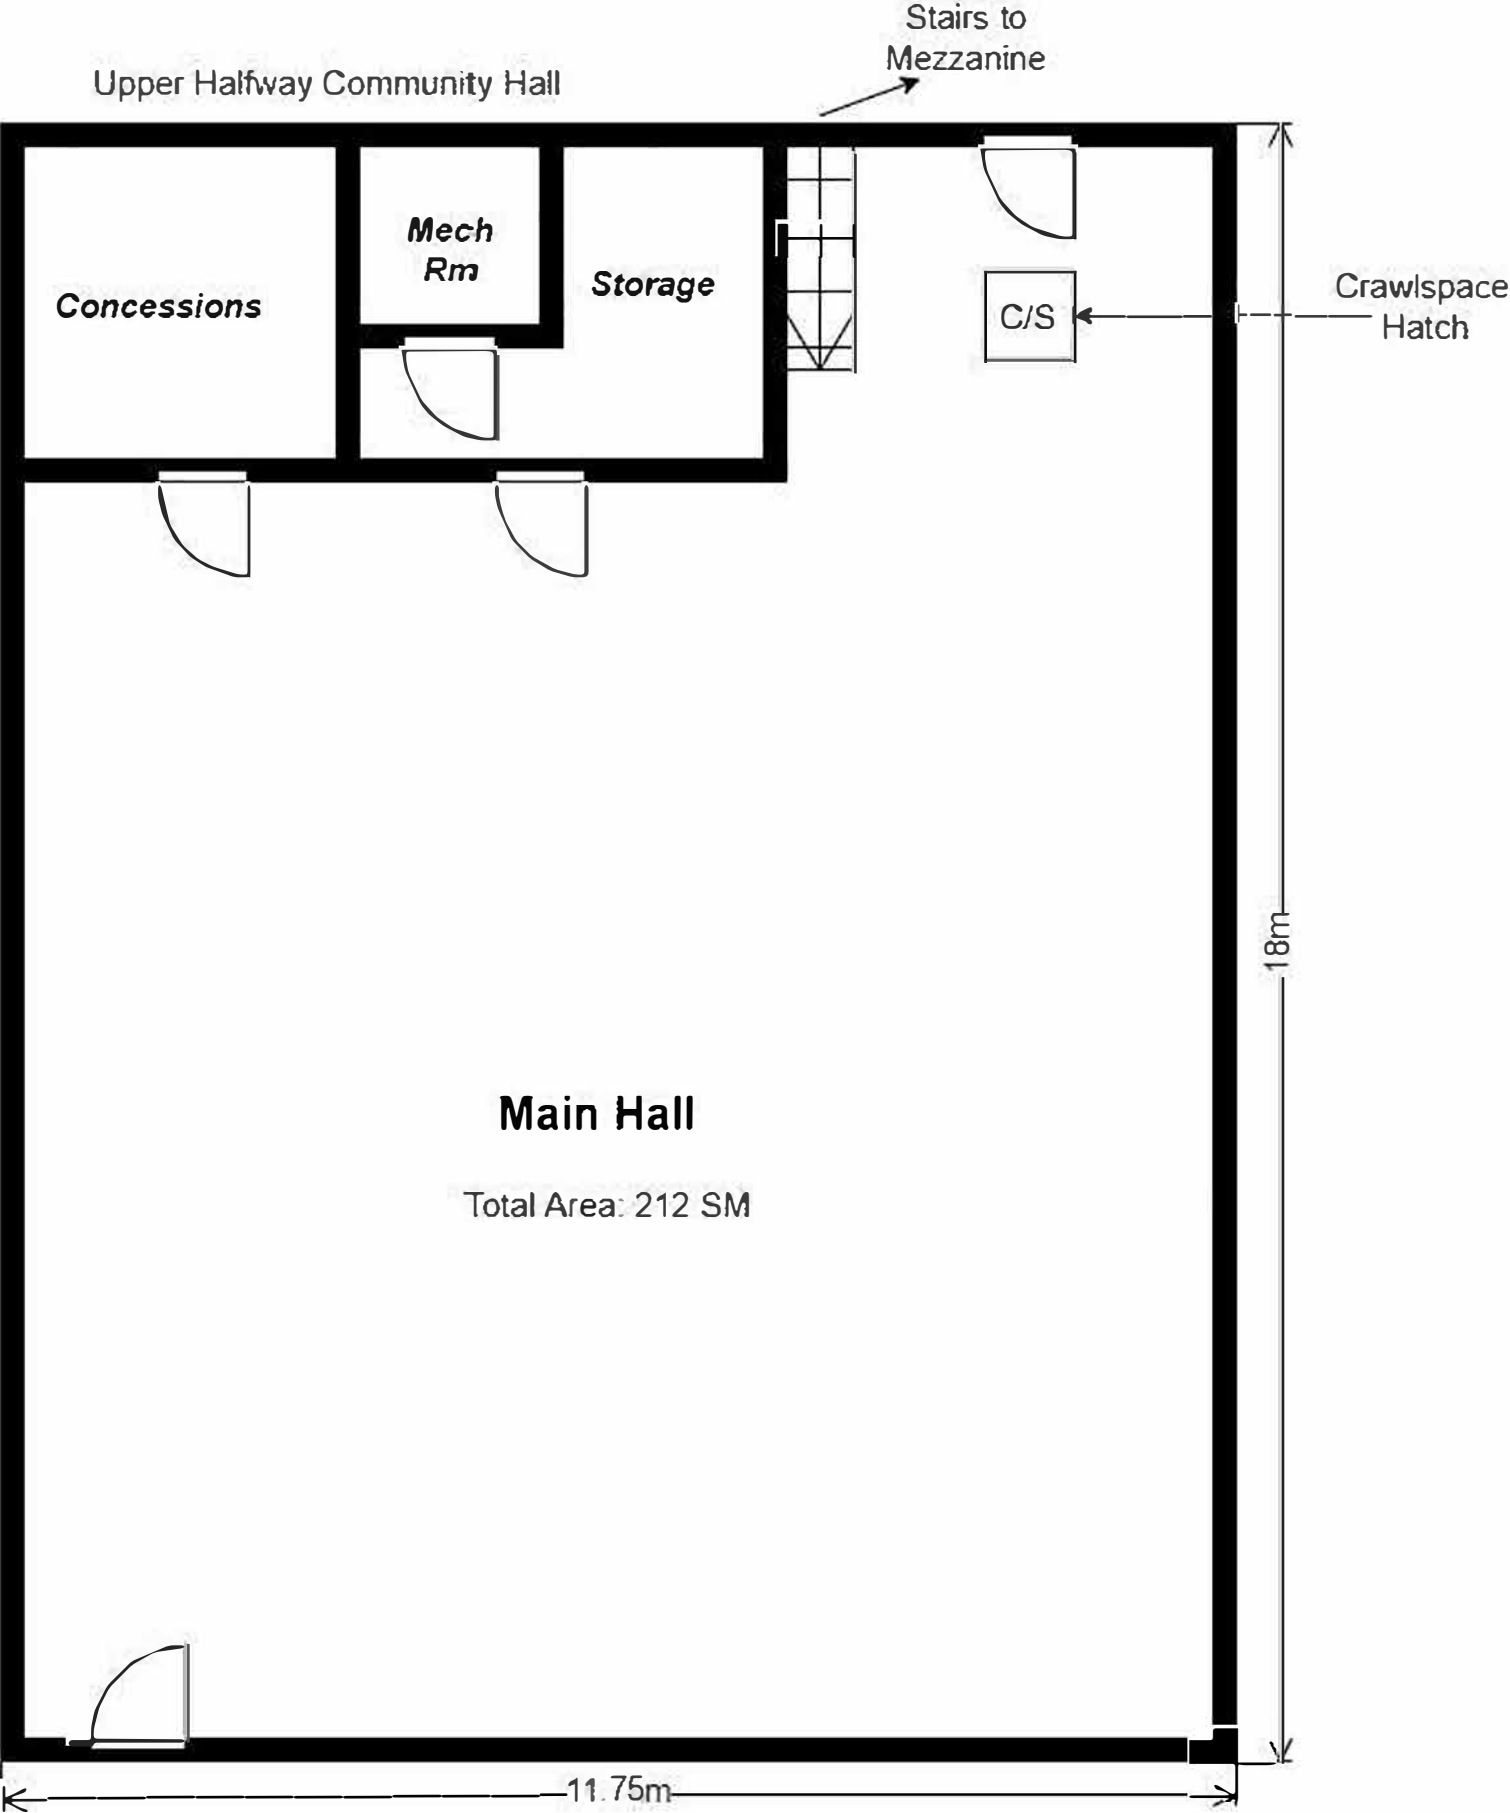 Stairs to
Mezzanine
Upper Halfway Community Hall
Mech
Rm
Storage
Concessions
C/S
Crawlspace
Hatch
18m
Main Hall
Total Area: 212 SM
11.75m